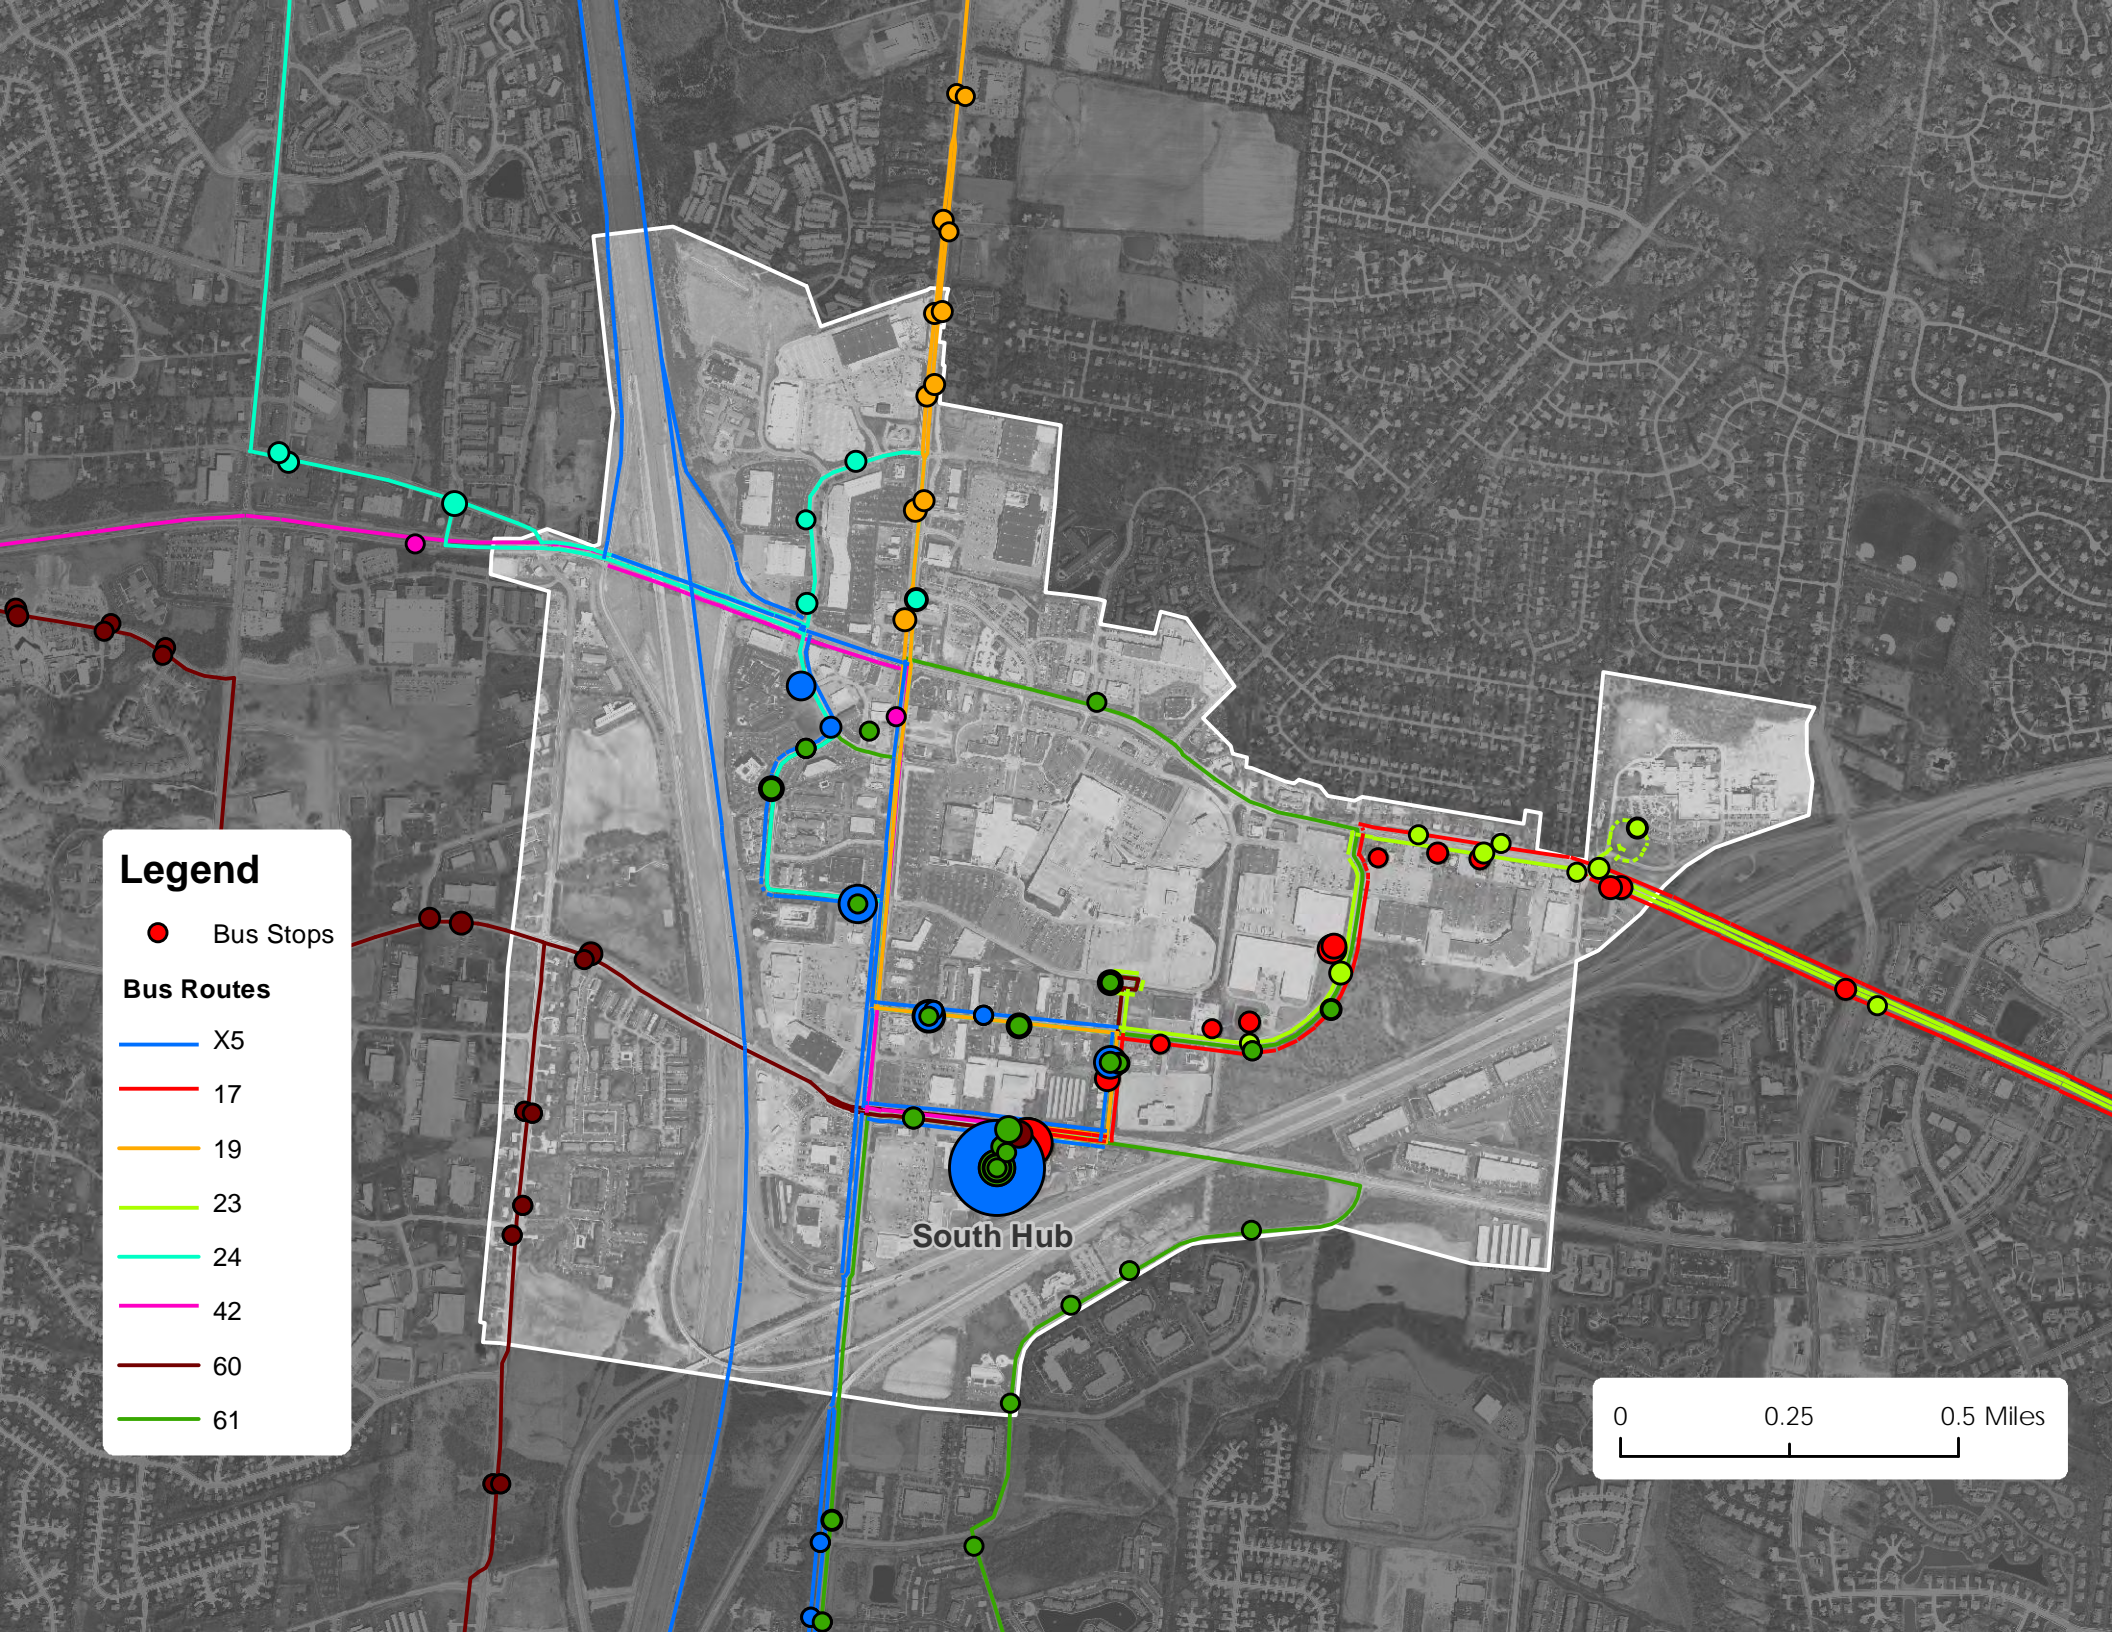 South Hub
Legend
Bus Stops
Bus Routes
X5
17
19
23
24
42
60
61
0 0.25 0.5 Miles